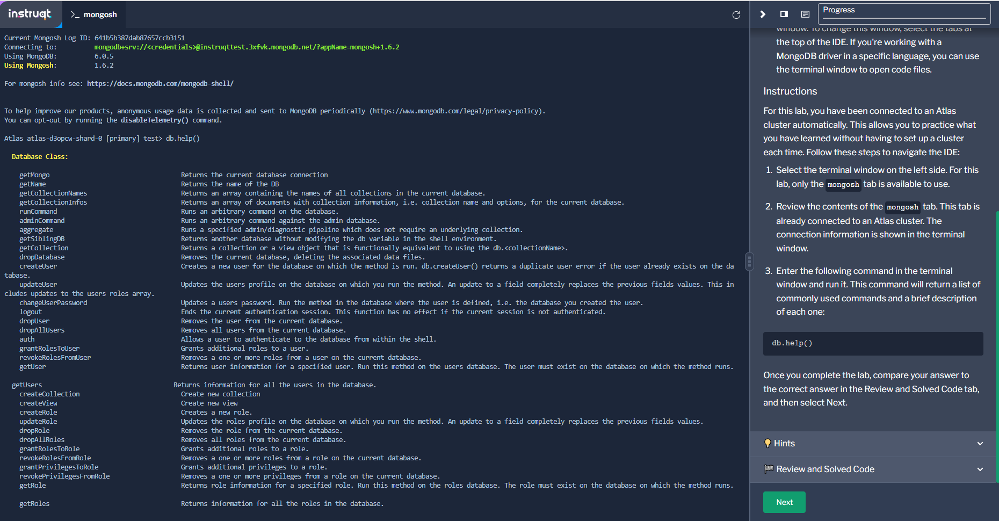 instruqt
>_ mongosh
Current Mongosh Log ID: 641b5b387dab87657ccb3151
Connecting to: mongodb+srv://<credentials>@instruqttest.3xfvk.mongodb.net/?appName=mongosh+1.6.2
Using MongoDB: 6.0.5
Using Mongosh: 1.6.2
For mongosh info see: https://docs.mongodb.com/mongodb-shell/
To help improve our products, anonymous usage data is collected and sent to MongoDB periodically (https://www.mongodb.com/legal/privacy-policy).
You can opt-out by running the disableTelemetry() command.
Atlas atlas-d3opcw-shard-0 [primary] test> db.help()
Database Class:
getMongo Returns the current database connection
getName Returns the name of the DB
getCollectionNames Returns an array containing the names of all collections in the current database.
getCollectionInfos Returns an array of documents with collection information, i.e. collection name and options, for the current database.
runCommand Runs an arbitrary command on the database.
adminCommand Runs an arbitrary command against the admin database.
aggregate Runs a specified admin/diagnostic pipeline which does not require an underlying collection.
getSiblingDB Returns another database without modifying the db variable in the shell environment.
getCollection Returns a collection or a view object that is functionally equivalent to using the db.<collectionName>.
dropDatabase Removes the current database, deleting the associated data files.
createUser Creates a new user for the database on which the method is run. db.createUser() returns a duplicate user error if the user already exists on the da
tabase.
updateUser Updates the users profile on the database on which you run the method. An update to a field completely replaces the previous fields values. This in
cludes updates to the users roles array.
changeUserPassword Updates a users password. Run the method in the database where the user is defined, i.e. the database you created the user.
logout Ends the current authentication session. This function has no effect if the current session is not authenticated.
dropUser Removes the user from the current database.
dropAllUsers Removes all users from the current database.
auth Allows a user to authenticate to the database from within the shell.
grantRolesToUser Grants additional roles to a user.
revokeRolesFromUser Removes a one or more roles from a user on the current database.
getUser Returns user information for a specified user. Run this method on the users database. The user must exist on the database on which the method runs.
getUsers Returns information for all the users in the database.
createCollection Create new collection
createView Create new view
createRole Creates a new role.
updateRole Updates the roles profile on the database on which you run the method. An update to a field completely replaces the previous fields values.
dropRole Removes the role from the current database.
dropAllRoles Removes all roles from the current database.
grantRolesToRole Grants additional roles to a role.
revokeRolesFromRole Removes a one or more roles from a role on the current database.
grantPrivilegesToRole Grants additional privileges to a role.
revokePrivilegesFromRole Removes a one or more privileges from a role on the current database.
getRole Returns role information for a specified role. Run this method on the roles database. The role must exist on the database on which the method runs.
getRoles Returns information for all the roles in the database.
Progress
window. To change this window, select the tabs at
the top of the IDE. If you're working with a
MongoDB driver in a specific language, you can use
the terminal window to open code files.
Instructions
For this lab, you have been connected to an Atlas
cluster automatically. This allows you to practice what
you have learned without having to set up a cluster
each time. Follow these steps to navigate the IDE:
1. Select the terminal window on the left side. For this
lab, only the mongosh tab is available to use.
2. Review the contents of the mongosh tab. This tab is
already connected to an Atlas cluster. The
connection information is shown in the terminal
window.
3. Enter the following command in the terminal
window and run it. This command will return a list of
commonly used commands and a brief description
of each one:
db.help()
Once you complete the lab, compare your answer to
the correct answer in the Review and Solved Code tab,
and then select Next.
Hints
Review and Solved Code
Next